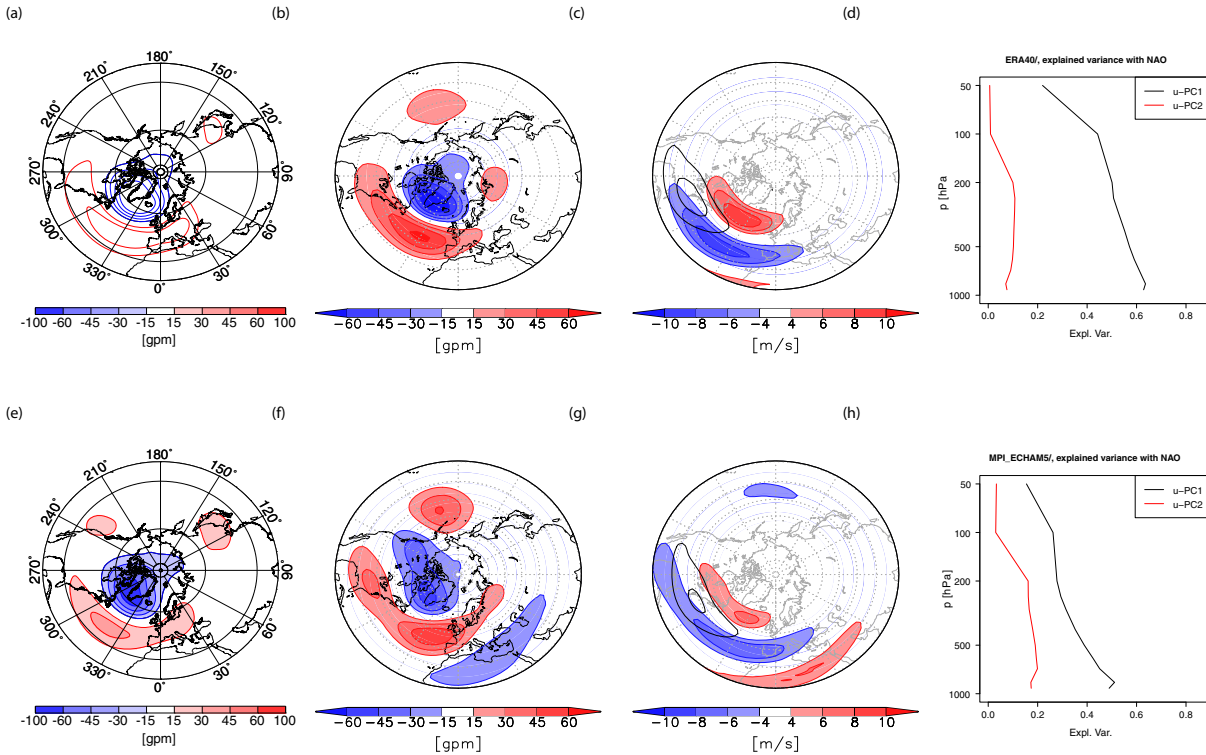 (a)
(b)
(c)
(d)
180°
210°
150°
240°
120°
270°
90°
300°
60°
330°
30°
0°
-100 -60 -45 -30 -15 15 30 45 60 100
[gpm]
-60 -45 -30 -15 15 30 45 60
[gpm]
-10 -8 -6 -4 4 6 8 10
[m/s]
ERA40/, explained variance with NAO
u-PC1
u-PC2
p [hPa]
50
100
200
500
1000
0.0 0.2 0.4 0.6 0.8
Expl. Var.
(e)
(f)
(g)
(h)
180°
210°
150°
240°
120°
270°
90°
300°
60°
330°
30°
0°
-100 -60 -45 -30 -15 15 30 45 60 100
[gpm]
-60 -45 -30 -15 15 30 45 60
[gpm]
-10 -8 -6 -4 4 6 8 10
[m/s]
MPI_ECHAM5/, explained variance with NAO
u-PC1
u-PC2
p [hPa]
50
100
200
500
1000
0.0 0.2 0.4 0.6 0.8
Expl. Var.